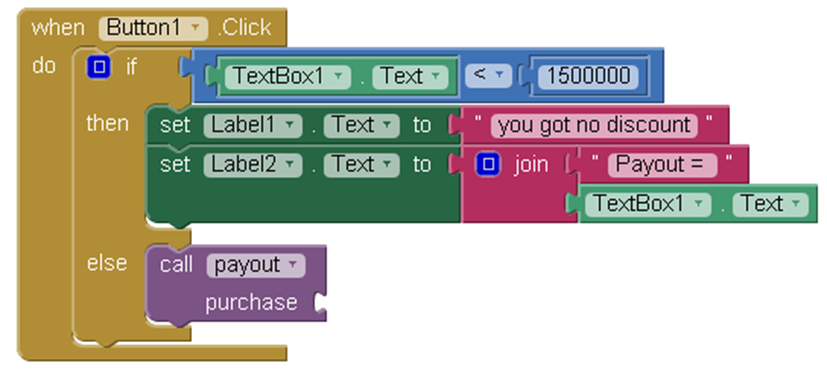 when Button1 .Click
do if TextBox1 . Text < 1500000
then set Label1 . Text to " you got no discount "
set Label2 . Text to join " Payout = "
TextBox1 . Text
else call payout
purchase